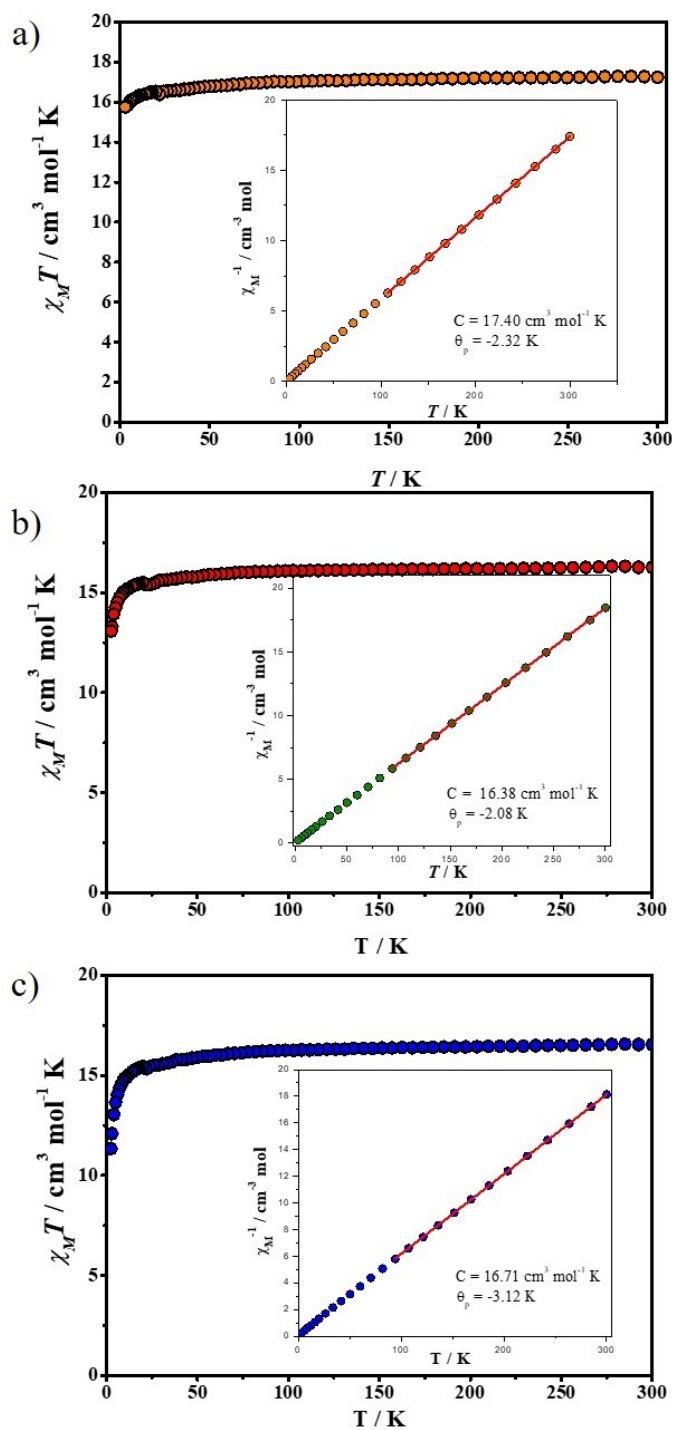 a)
χMT / cm³ mol⁻¹ K
20
18
16
14
12
10
8
6
4
2
0
0 50 100 150 200 250 300
T / K
χM⁻¹ / cm⁻³ mol
20
15
10
5
0
0 100 200 300
T / K
C = 17.40 cm³ mol⁻¹ K
θp = -2.32 K
b)
χMT / cm³ mol⁻¹ K
20
15
10
5
0
0 50 100 150 200 250 300
T / K
χM⁻¹ / cm⁻³ mol
20
15
10
5
0
0 50 100 150 200 250 300
T / K
C = 16.38 cm³ mol⁻¹ K
θp = -2.08 K
c)
χMT / cm³ mol⁻¹ K
20
15
10
5
0
0 50 100 150 200 250 300
T / K
χM⁻¹ / cm⁻³ mol
20
18
16
14
12
10
8
6
4
2
0
0 100 200 300
T / K
C = 16.71 cm³ mol⁻¹ K
θp = -3.12 K